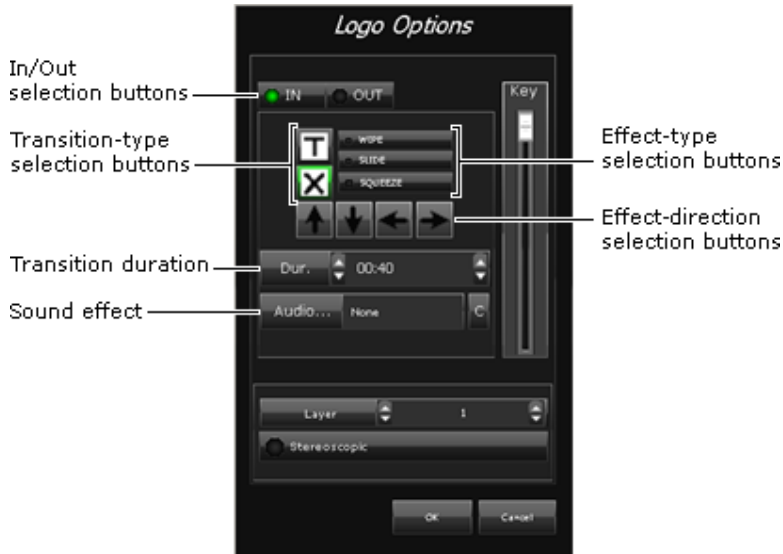 Logo Options
In/Out
selection buttons
IN
OUT
Key
Transition-type
selection buttons
T
X
WIPE
SLIDE
SQUEEZE
Effect-type
selection buttons
Effect-direction
selection buttons
Transition duration
Dur.
00:40
Sound effect
Audio...
None
C
Layer
1
Stereoscopic
OK
Cancel